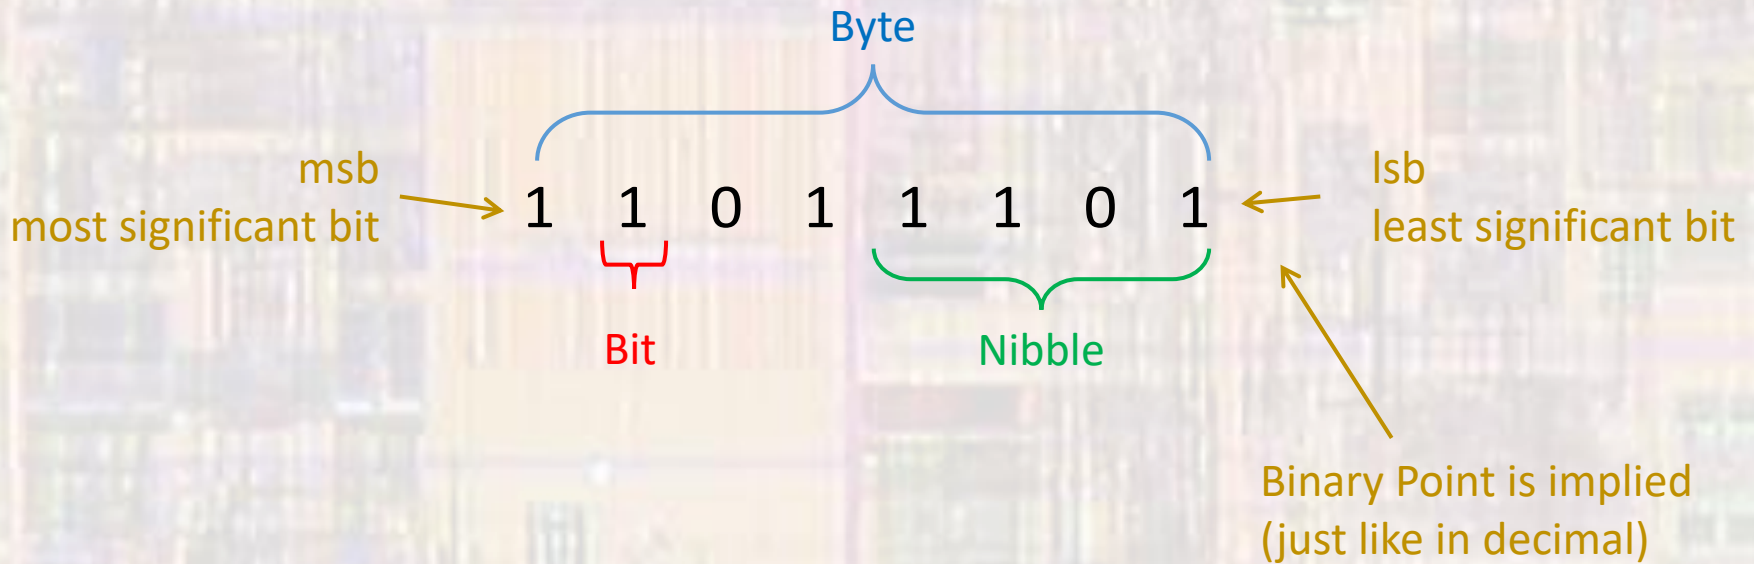 Byte
msb
most significant bit
1 1 0 1 1 1 0 1
lsb
least significant bit
Bit
Nibble
Binary Point is implied
(just like in decimal)